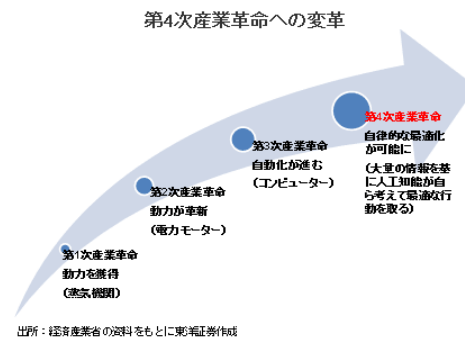 第4次産業革命への変革
第4次産業革命
自律的な最適化
が可能に
(大量の情報を基
に人工知能が自
ら考えて最適な行
動を取る)
第3次産業革命
自動化が進む
(コンピューター)
第2次産業革命
動力が革新
(電力モーター)
第1次産業革命
動力を獲得
(蒸気機関)
出所：経済産業省の資料をもとに東洋証券作成